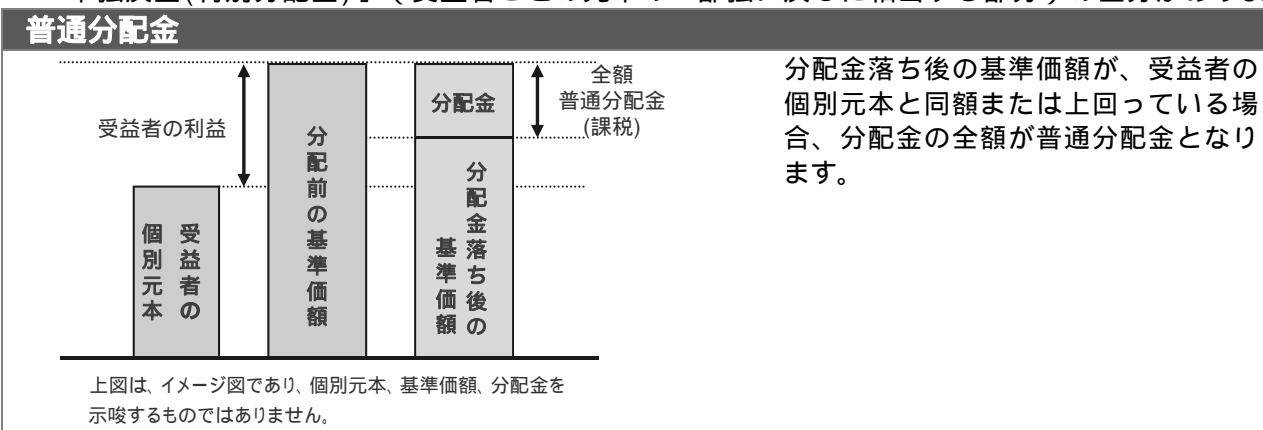 普通分配金
受益者の利益
受益者の
個別元本
分配前の基準価額
分配金
分配金落ち後の
基準価額
全額
普通分配金
(課税)
分配金落ち後の基準価額が、受益者の
個別元本と同額または上回っている場
合、分配金の全額が普通分配金となり
ます。
上図は、イメージ図であり、個別元本、基準価額、分配金を
示唆するものではありません。